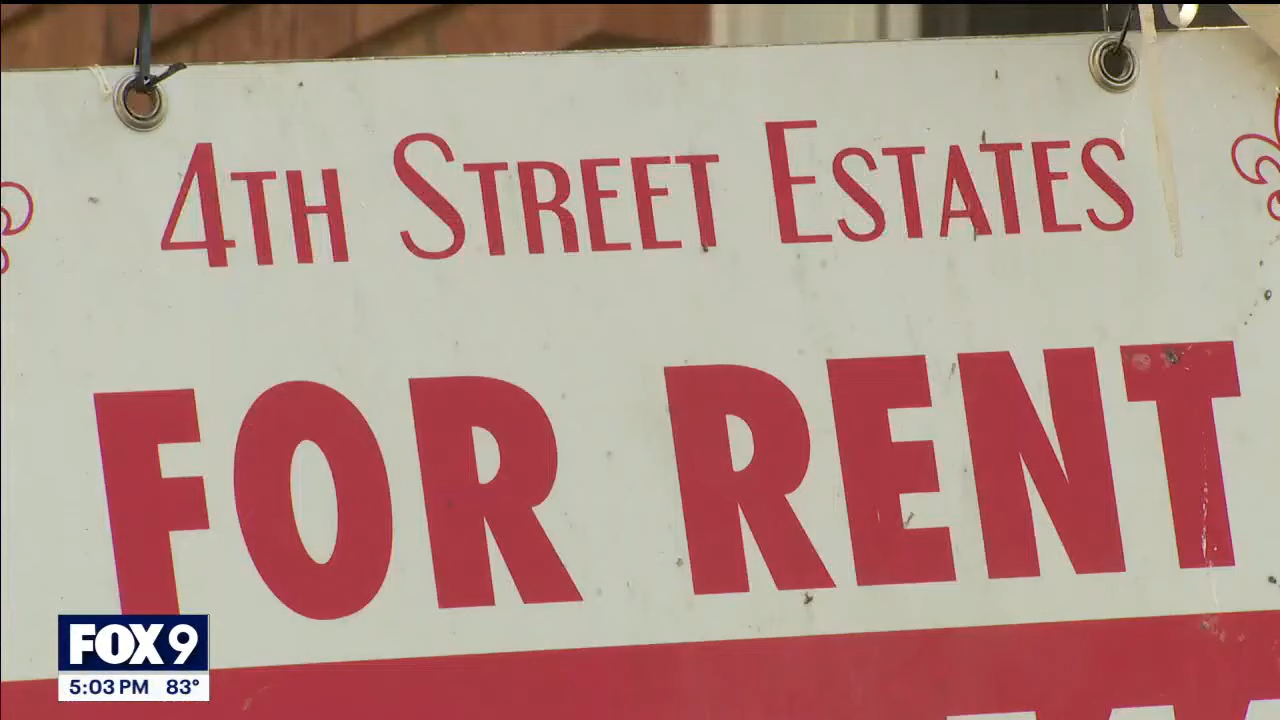 4TH STREET ESTATES
FOR RENT
FOX 9
5:03 PM 83°